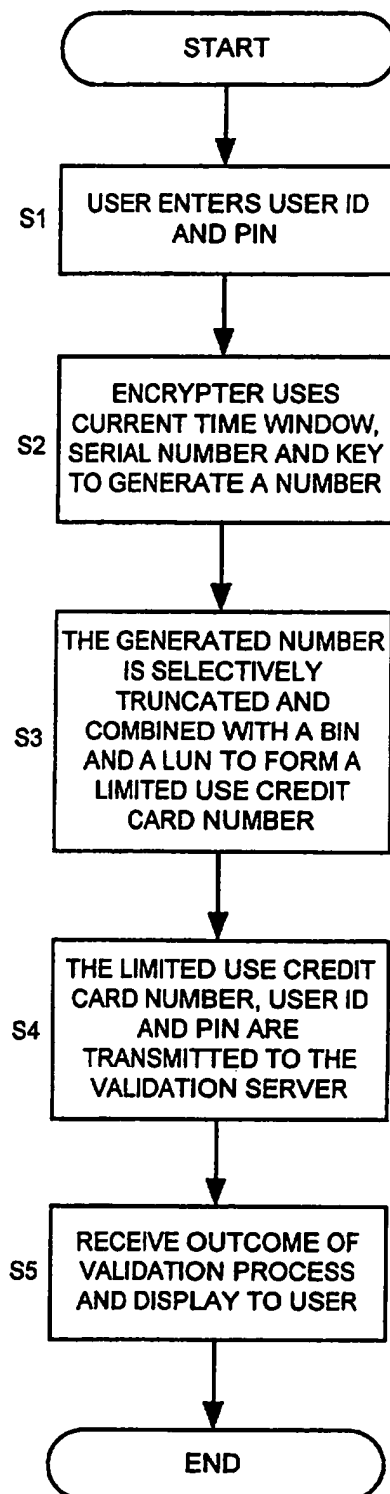 START
S1
USER ENTERS USER ID
AND PIN
S2
ENCRYPTER USES
CURRENT TIME WINDOW,
SERIAL NUMBER AND KEY
TO GENERATE A NUMBER
S3
THE GENERATED NUMBER
IS SELECTIVELY
TRUNCATED AND
COMBINED WITH A BIN
AND A LUN TO FORM A
LIMITED USE CREDIT
CARD NUMBER
S4
THE LIMITED USE CREDIT
CARD NUMBER, USER ID
AND PIN ARE
TRANSMITTED TO THE
VALIDATION SERVER
S5
RECEIVE OUTCOME OF
VALIDATION PROCESS
AND DISPLAY TO USER
END